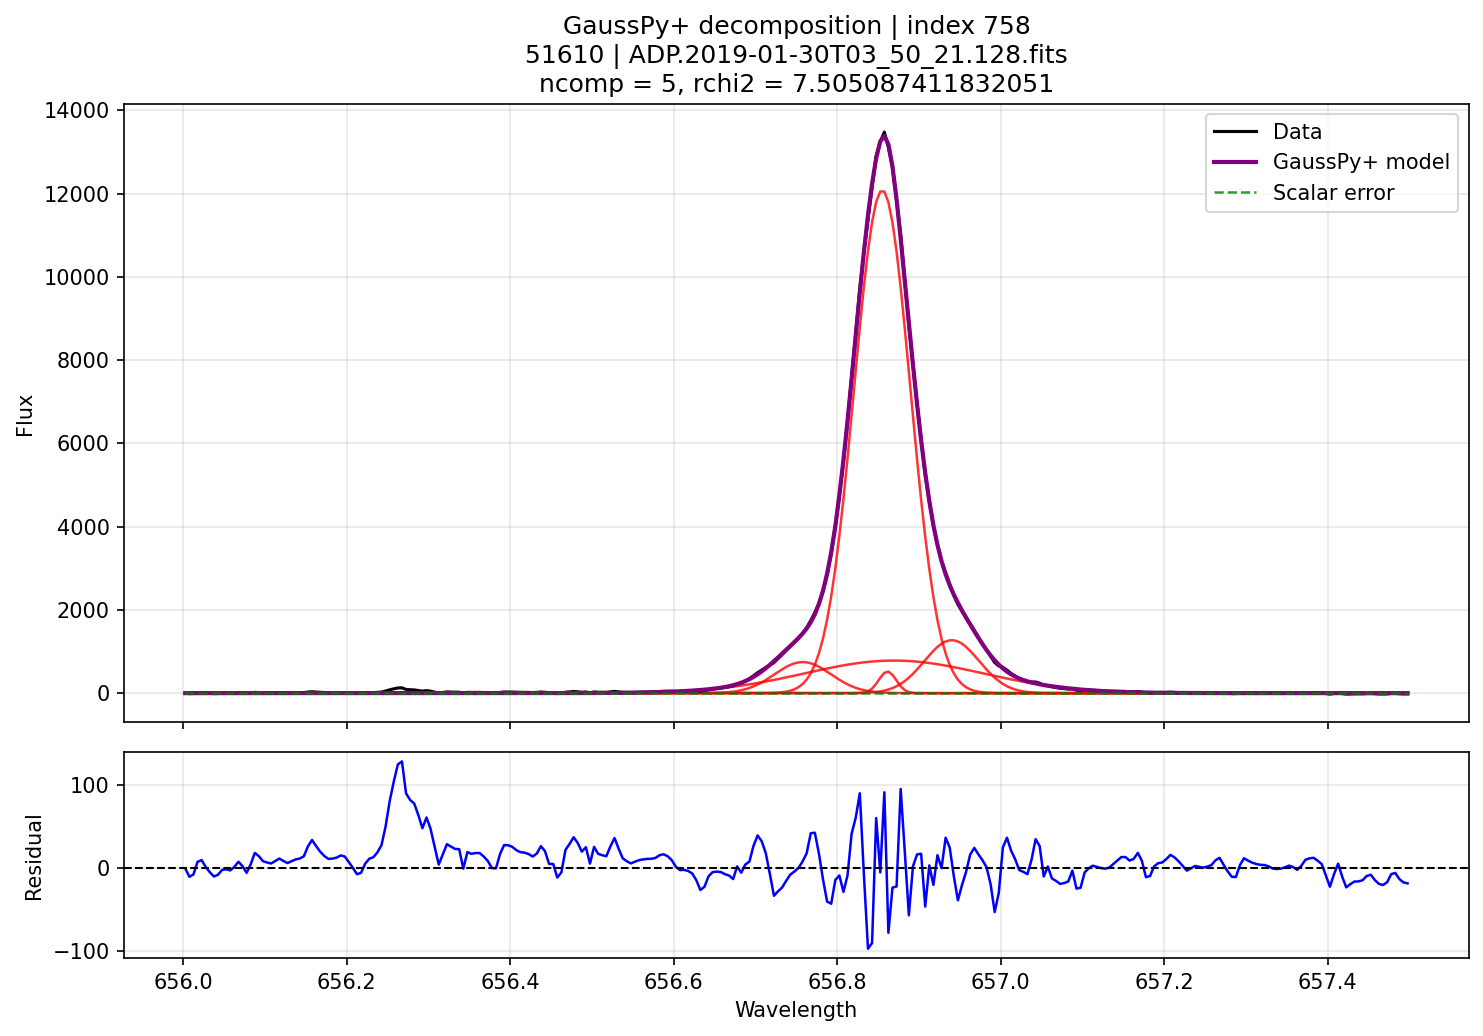 GaussPy+ decomposition | index 758
51610 | ADP.2019-01-30T03_50_21.128.fits
ncomp = 5, rchi2 = 7.505087411832051
14000
12000
10000
8000
6000
4000
2000
0
Flux
Data
GaussPy+ model
Scalar error
100
0
−100
Residual
656.0
656.2
656.4
656.6
656.8
657.0
657.2
657.4
Wavelength